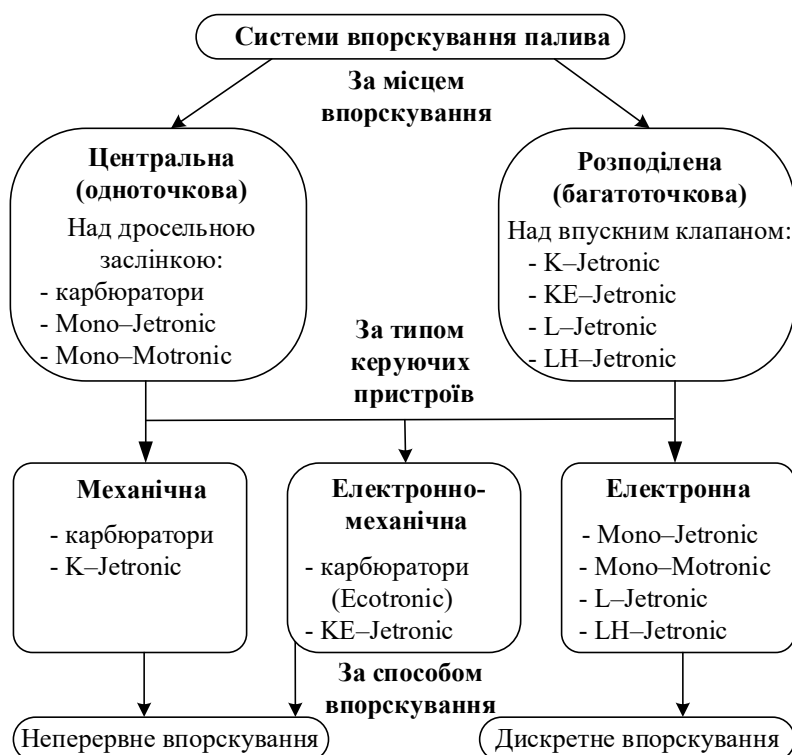 Системи впорскування палива
За місцем
впорскування
Центральна
(одноточкова)
Над дросельною
заслінкою:
- карбюратори
- Mono–Jetronic
- Mono–Motronic
Розподілена
(багатоточкова)
Над впускним клапаном:
- K–Jetronic
- KE–Jetronic
- L–Jetronic
- LH–Jetronic
За типом
керуючих
пристроїв
Механічна
- карбюратори
- K–Jetronic
Електронно-
механічна
- карбюратори
(Ecotronic)
- KE–Jetronic
Електронна
- Mono–Jetronic
- Mono–Motronic
- L–Jetronic
- LH–Jetronic
За способом
впорскування
Неперервне впорскування
Дискретне впорскування